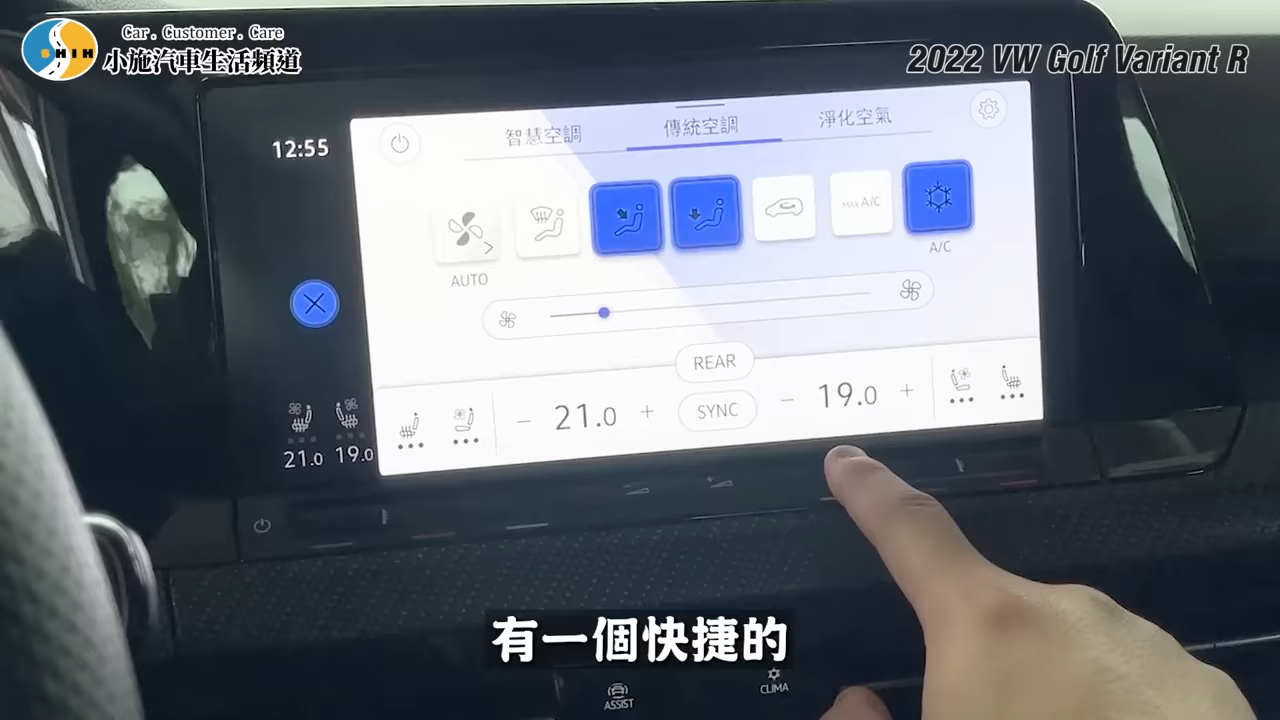 Car. Customer. Care
SHIH
小施汽車生活頻道
2022 VW Golf Variant R
12:55
智慧空調
傳統空調
淨化空氣
MAX A/C
AUTO
A/C
REAR
21.0
SYNC
19.0
21.0 19.0
有一個快捷的
ASSIST
CLIMA